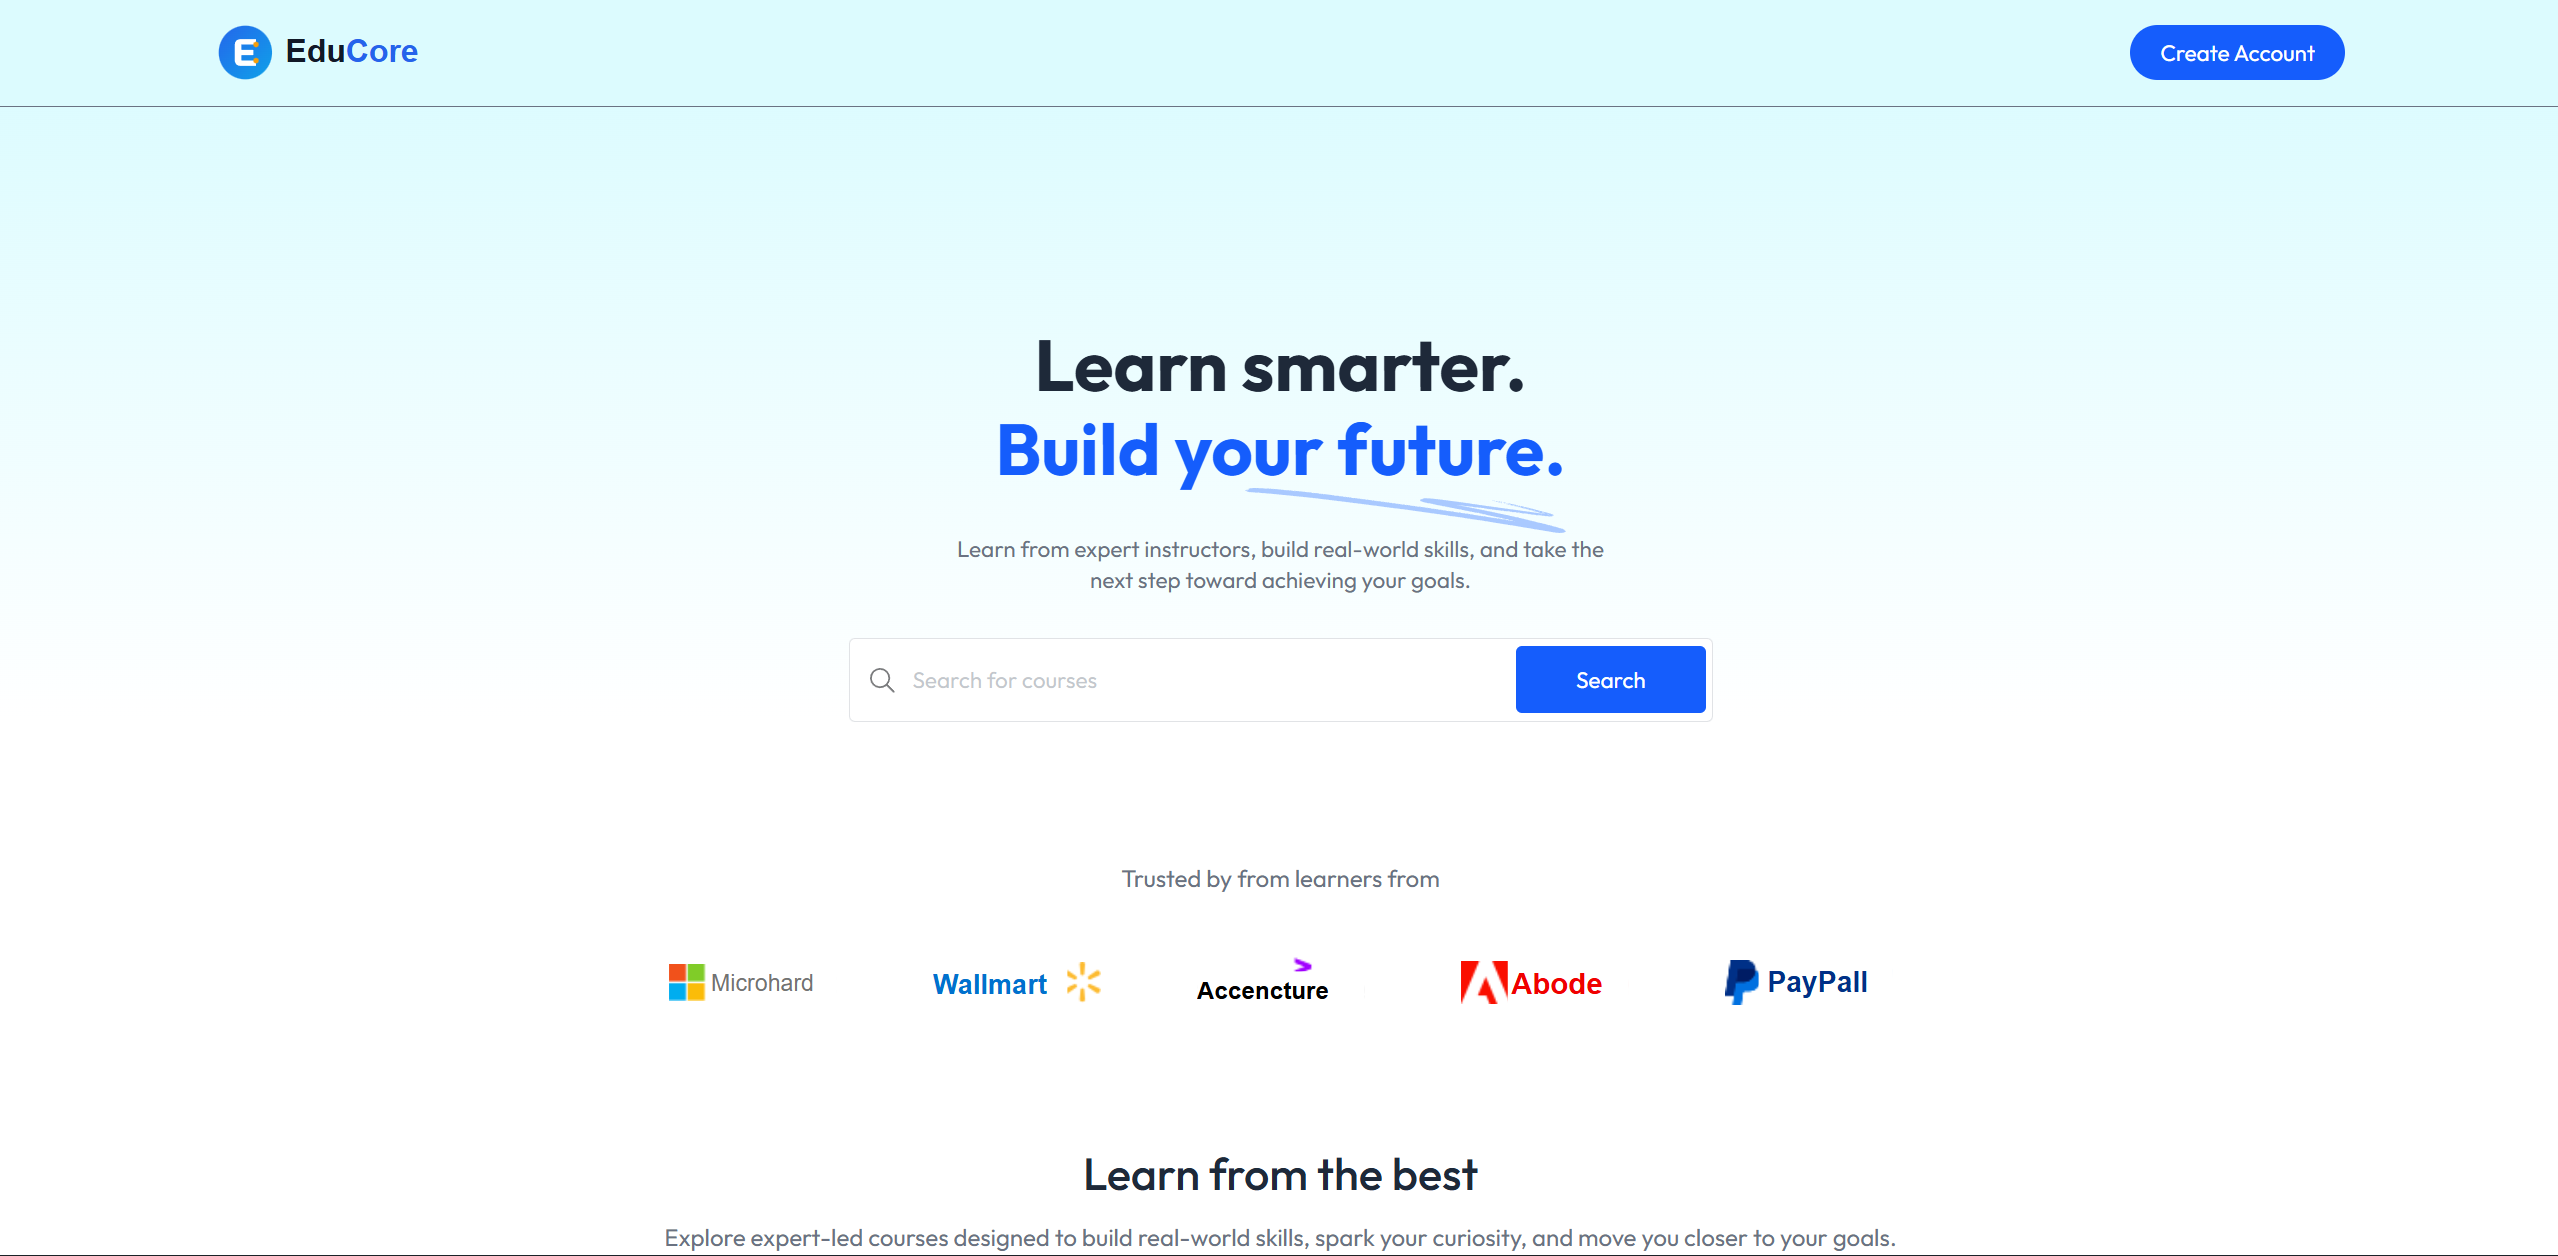 EduCore
Create Account
Learn smarter.
Build your future.
Learn from expert instructors, build real-world skills, and take the
next step toward achieving your goals.
Search for courses
Search
Trusted by from learners from
Microhard
Wallmart
Accencture
Abode
PayPall
Learn from the best
Explore expert-led courses designed to build real-world skills, spark your curiosity, and move you closer to your goals.